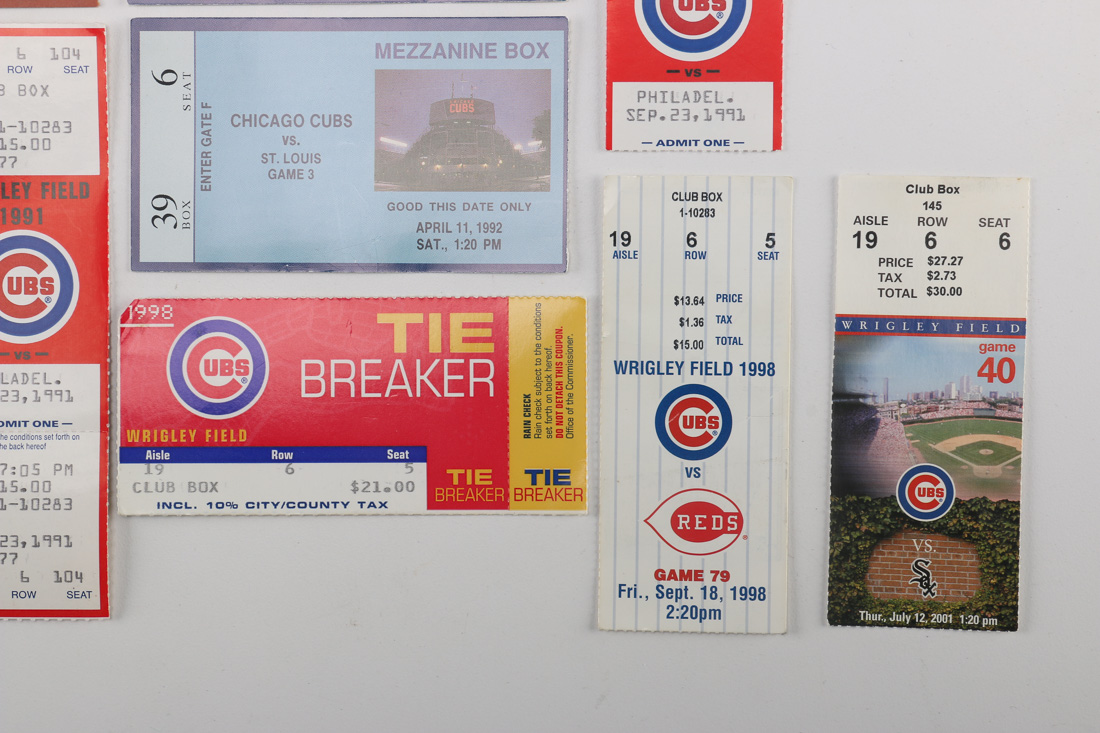 6 104
ROW SEAT
B BOX
1-10283
15.00
77
LEY FIELD
1991
CUBS
VS
LADEL.
23,1991
OMIT ONE
he conditions set forth on
he back hereof
7:05 PM
15.00
1-10283
23,1991
77
6 104
ROW SEAT
39 BOX
6 SEAT
ENTER GATE F
CHICAGO CUBS
VS.
ST. LOUIS
GAME 3
MEZZANINE BOX
CUBS
GOOD THIS DATE ONLY
APRIL 11, 1992
SAT., 1:20 PM
CUBS
— VS —
PHILADEL.
SEP.23,1991
— ADMIT ONE —
1998
CUBS
TIE
BREAKER
WRIGLEY FIELD
Aisle Row Seat
19 6 5
CLUB BOX $21.00
INCL. 10% CITY/COUNTY TAX
TIE
BREAKER
RAIN CHECK
Rain check subject to the conditions
set forth on back hereof.
DO NOT DETACH THIS COUPON.
Office of the Commissioner.
TIE
BREAKER
CLUB BOX
1-10283
19 6 5
AISLE ROW SEAT
$13.64 PRICE
$1.36 TAX
$15.00 TOTAL
WRIGLEY FIELD 1998
CUBS
VS
REDS
GAME 79
Fri., Sept. 18, 1998
2:20pm
Club Box
145
AISLE ROW SEAT
19 6 6
PRICE $27.27
TAX $2.73
TOTAL $30.00
WRIGLEY FIELD
game
40
CUBS
VS.
Sox
Thur., July 12, 2001 1:20 pm